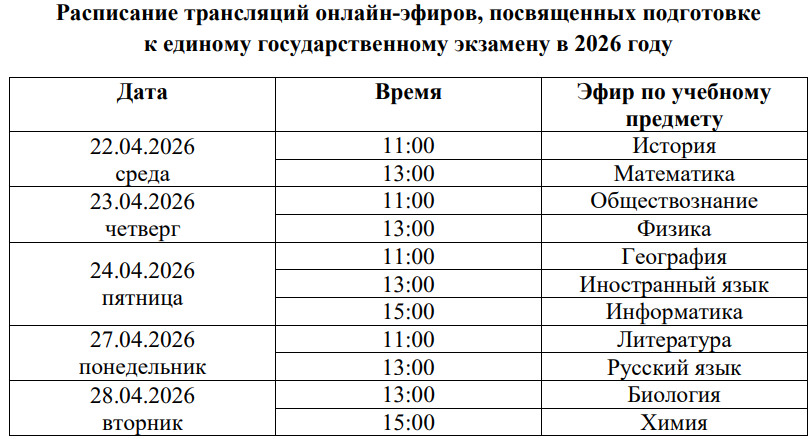 Расписание трансляций онлайн-эфиров, посвященных подготовке
к единому государственному экзамену в 2026 году
Дата Время Эфир по учебному
предмету
22.04.2026
среда
11:00 История
13:00 Математика
23.04.2026
четверг
11:00 Обществознание
13:00 Физика
24.04.2026
пятница
11:00 География
13:00 Иностранный язык
15:00 Информатика
27.04.2026
понедельник
11:00 Литература
13:00 Русский язык
28.04.2026
вторник
13:00 Биология
15:00 Химия